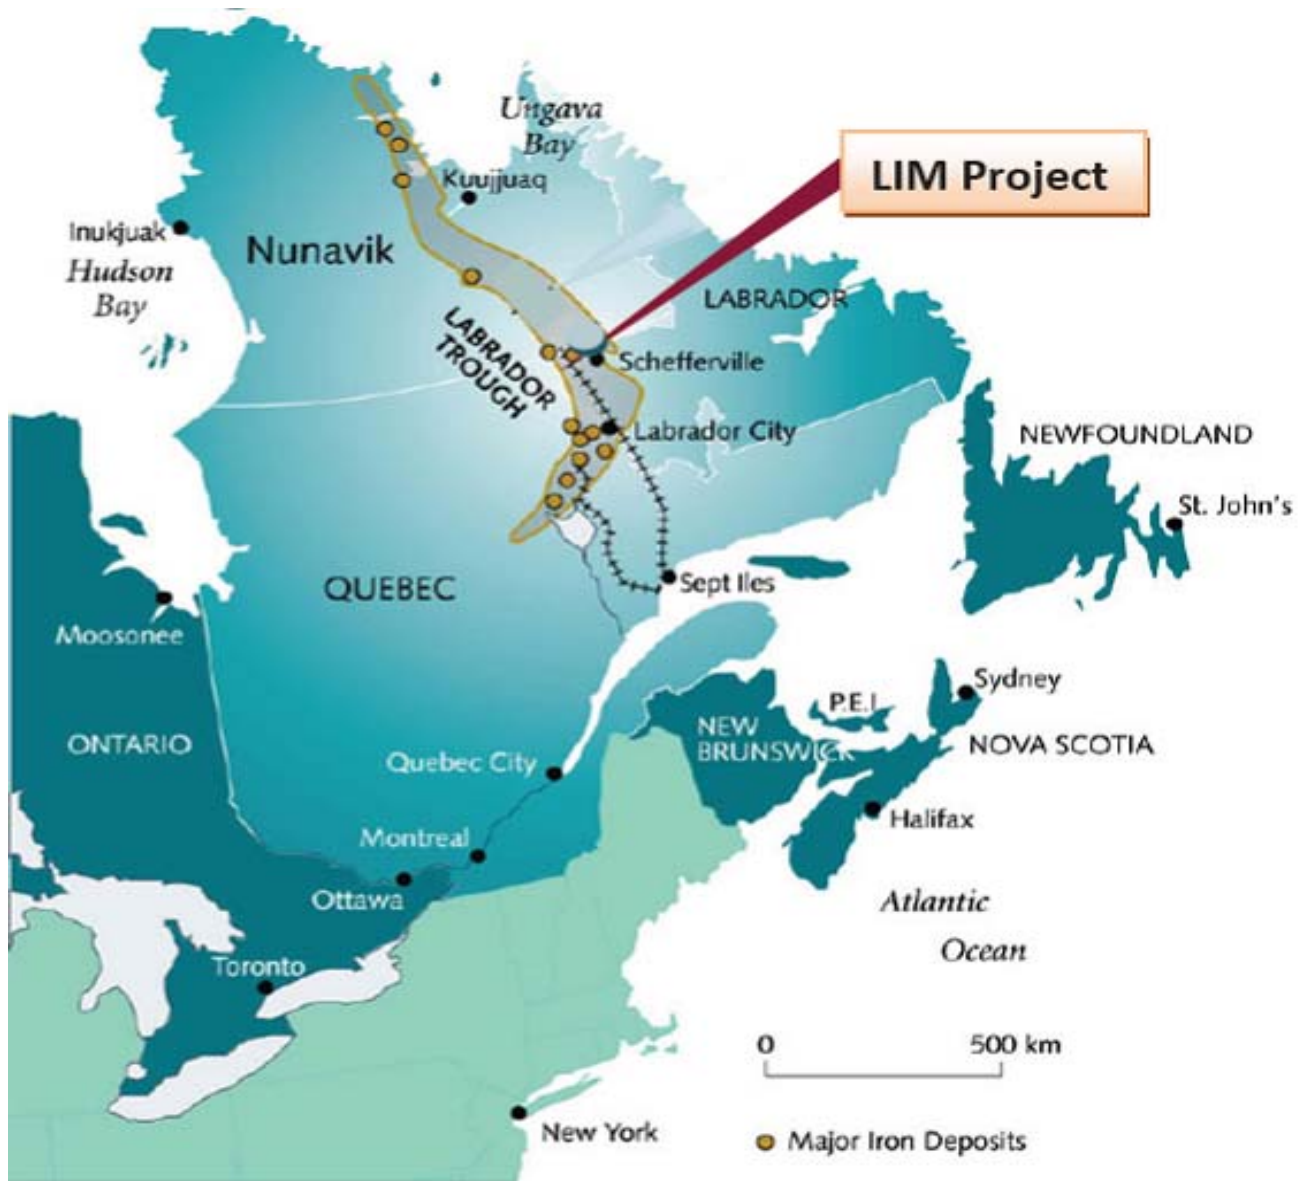 Ungava
Bay
LIM Project
Kuujjuaq
Inukjuak
Hudson
Bay
Nunavik
LABRADOR
LABRADOR
TROUGH
Schefferville
Labrador City
NEWFOUNDLAND
St. John's
QUEBEC
Sept Iles
Moosonee
Sydney
P.E.I
NEW
BRUNSWICK
NOVA SCOTIA
ONTARIO
Quebec City
Halifax
Montreal
Ottawa
Atlantic
Ocean
Toronto
0 500 km
New York
Major Iron Deposits